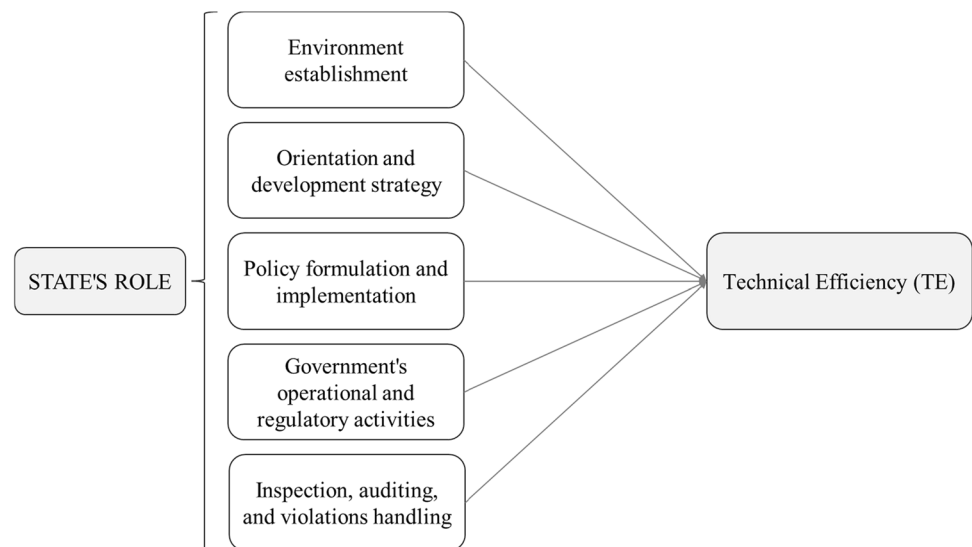 Environment
establishment
Orientation and
development strategy
STATE'S ROLE
Policy formulation and
implementation
Technical Efficiency (TE)
Government's
operational and
regulatory activities
Inspection, auditing,
and violations handling